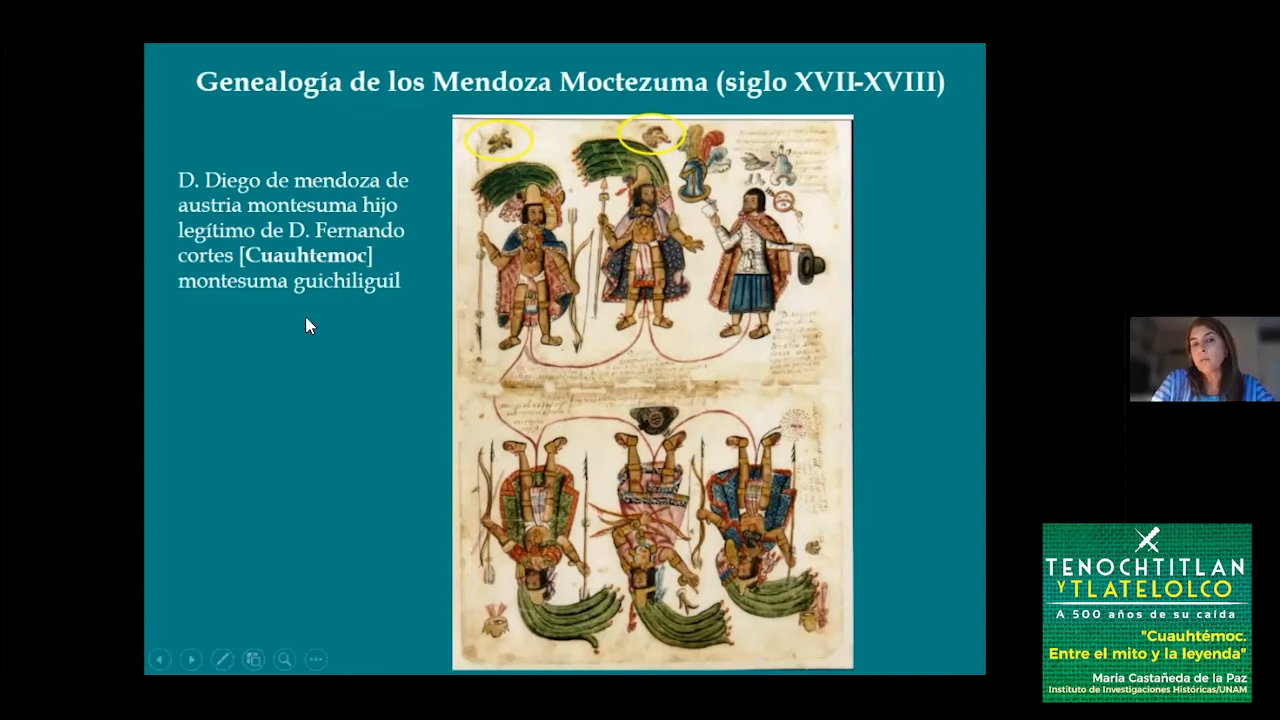 Genealogía de los Mendoza Moctezuma (siglo XVII-XVIII)
D. Diego de mendoza de
austria montesuma hijo
legítimo de D. Fernando
cortes [Cuauhtemoc]
montesuma guichiliguil
TENOCHTITLAN
Y TLATELOLCO
A 500 años de su caída
"Cuauhtémoc.
Entre el mito y la leyenda"
María Castañeda de la Paz
Instituto de Investigaciones Históricas/UNAM